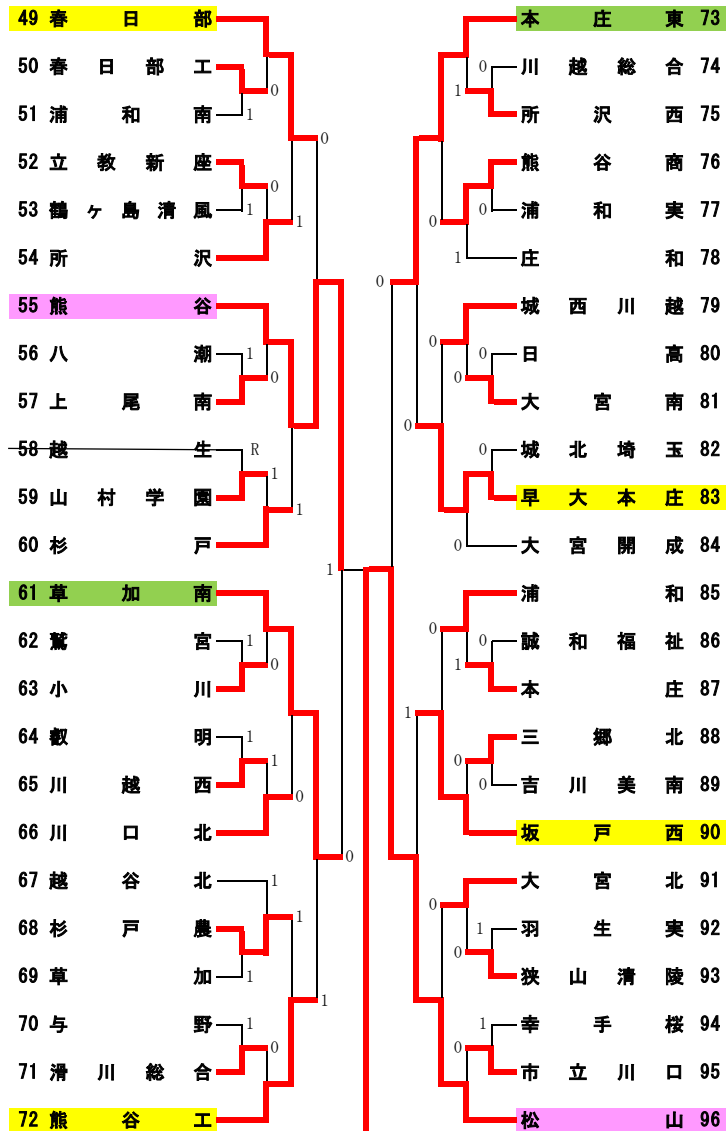 49 春日部
50 春日部工
0
51 浦和南
1
0
52 立教新座
0
53 鶴ヶ島清風
1
1
54 所沢
55 熊谷
56 八潮
1
0
57 上尾南
58 越生
R
1
59 山村学園
1
60 杉戸
1
61 草加南
62 鷲宮
1
0
63 小川
64 叡明
1
1
65 川越西
0
66 川口北
0
67 越谷北
1
68 杉戸農
1
69 草加
1
1
70 与野
1
0
71 滑川総合
72 熊谷工
本庄東 73
0
川越総合 74
1
所沢西 75
熊谷商 76
0
浦和実 77
0
1
庄和 78
0
城西川越 79
0
0
日高 80
0
大宮南 81
0
0
城北埼玉 82
早大本庄 83
0
大宮開成 84
浦和 85
0
0
誠和福祉 86
1
本庄 87
1
三郷北 88
0
0
吉川美南 89
坂戸西 90
大宮北 91
0
1
羽生実 92
0
狭山清陵 93
1
幸手桜 94
0
市立川口 95
松山 96